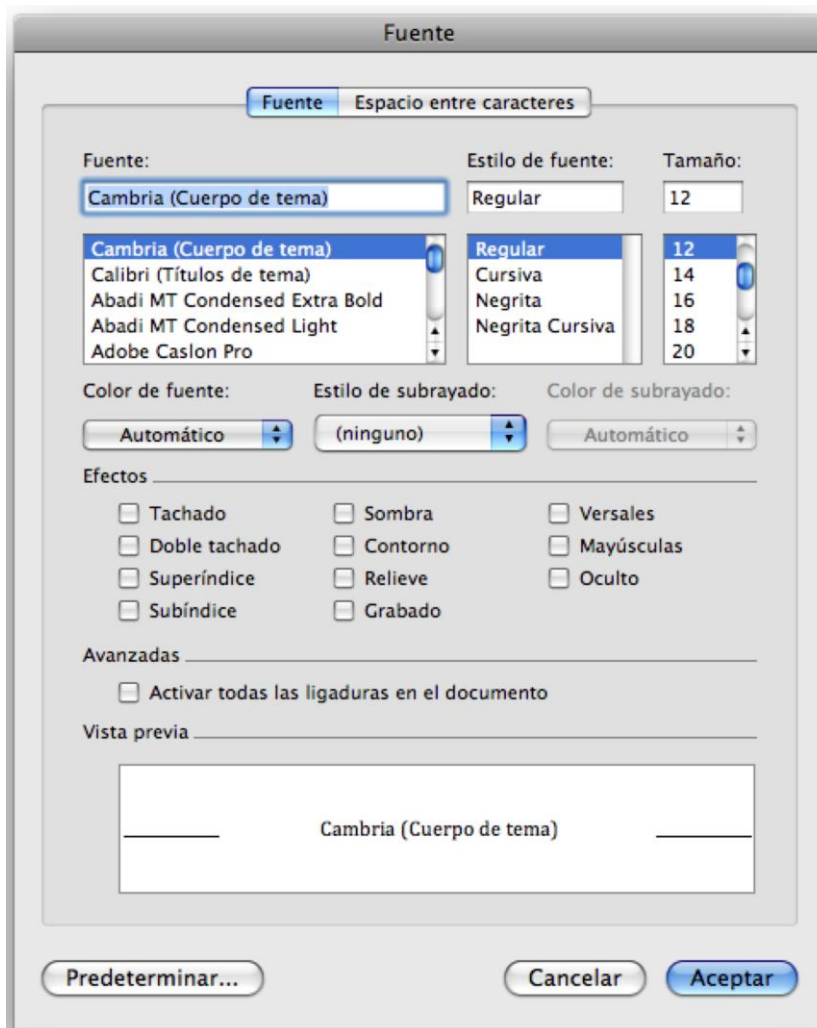 Fuente
Fuente Espacio entre caracteres
Fuente: Estilo de fuente: Tamaño:
Cambria (Cuerpo de tema) Regular 12
Cambria (Cuerpo de tema) Regular 12
Calibri (Títulos de tema) Cursiva 14
Abadi MT Condensed Extra Bold Negrita 16
Abadi MT Condensed Light Negrita Cursiva 18
Adobe Caslon Pro 20
Color de fuente: Estilo de subrayado: Color de subrayado:
Automático (ninguno) Automático
Efectos
Tachado Sombra Versales
Doble tachado Contorno Mayúsculas
Superíndice Relieve Oculto
Subíndice Grabado
Avanzadas
Activar todas las ligaduras en el documento
Vista previa
Cambria (Cuerpo de tema)
Predeterminar... Cancelar Aceptar